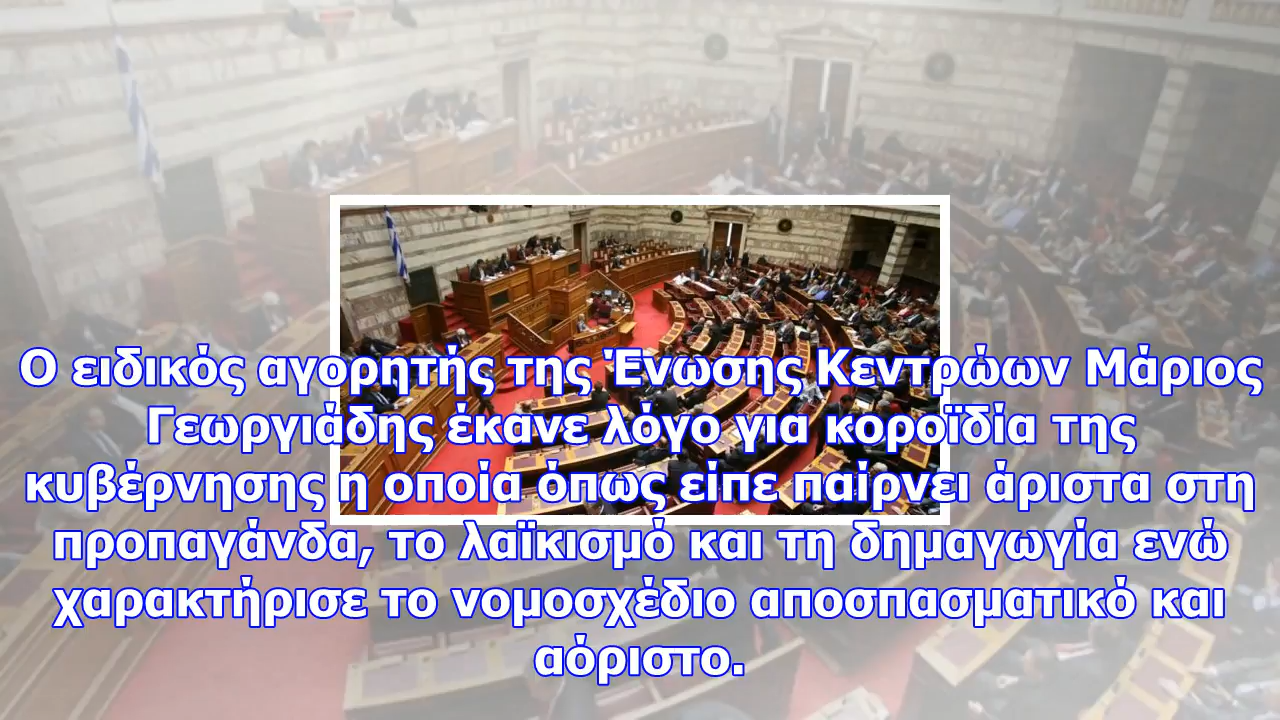 Ο ειδικός αγορητής της Ένωσης Κεντρώων Μάριος
Γεωργιάδης έκανε λόγο για κοροϊδία της
κυβέρνησης η οποία όπως είπε παίρνει άριστα στη
προπαγάνδα, το λαϊκισμό και τη δημαγωγία ενώ
χαρακτήρισε το νομοσχέδιο αποσπασματικό και
αόριστο.